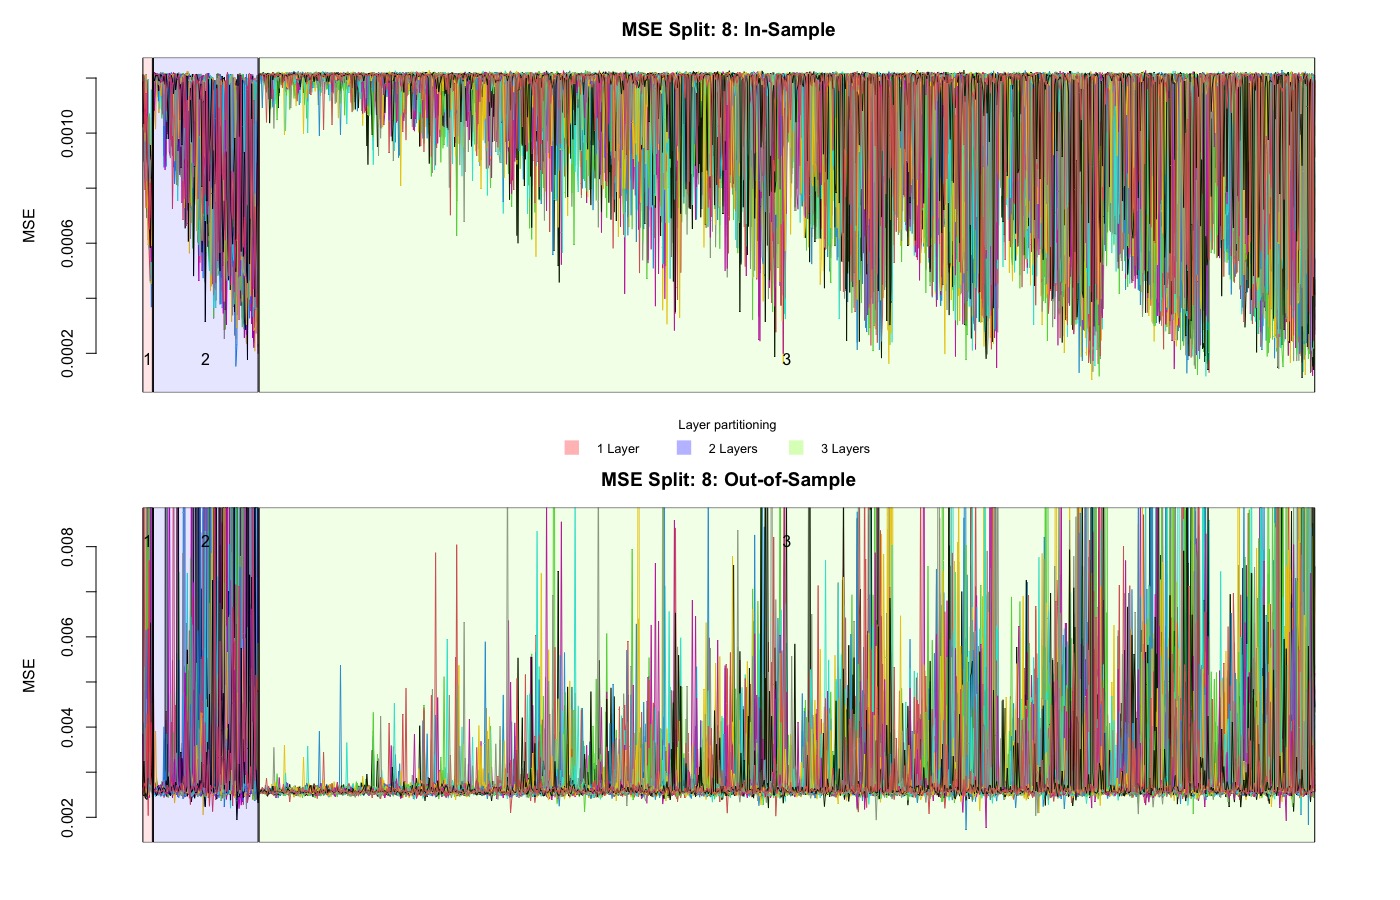 MSE Split: 8: In-Sample
MSE
0.0010
0.0006
0.0002
1
2
3
Layer partitioning
1 Layer
2 Layers
3 Layers
MSE Split: 8: Out-of-Sample
MSE
0.008
0.006
0.004
0.002
1
2
3